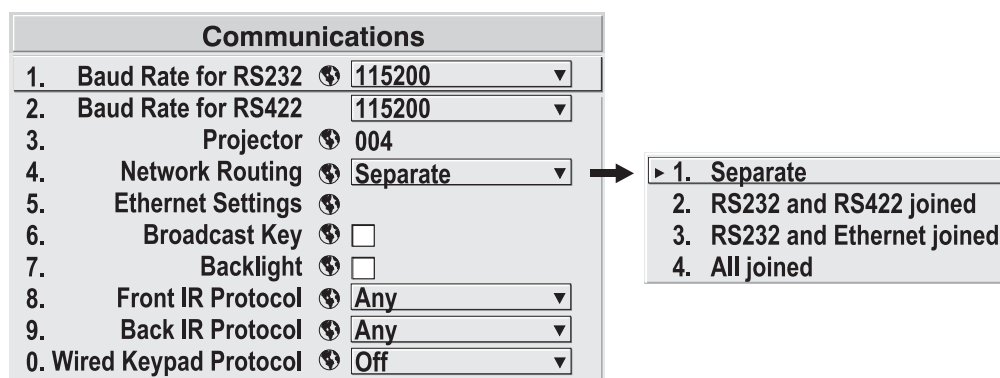 Communications
1. Baud Rate for RS232 115200
2. Baud Rate for RS422 115200
3. Projector 004
4. Network Routing Separate
5. Ethernet Settings
6. Broadcast Key
7. Backlight
8. Front IR Protocol Any
9. Back IR Protocol Any
0. Wired Keypad Protocol Off
1. Separate
2. RS232 and RS422 joined
3. RS232 and Ethernet joined
4. All joined